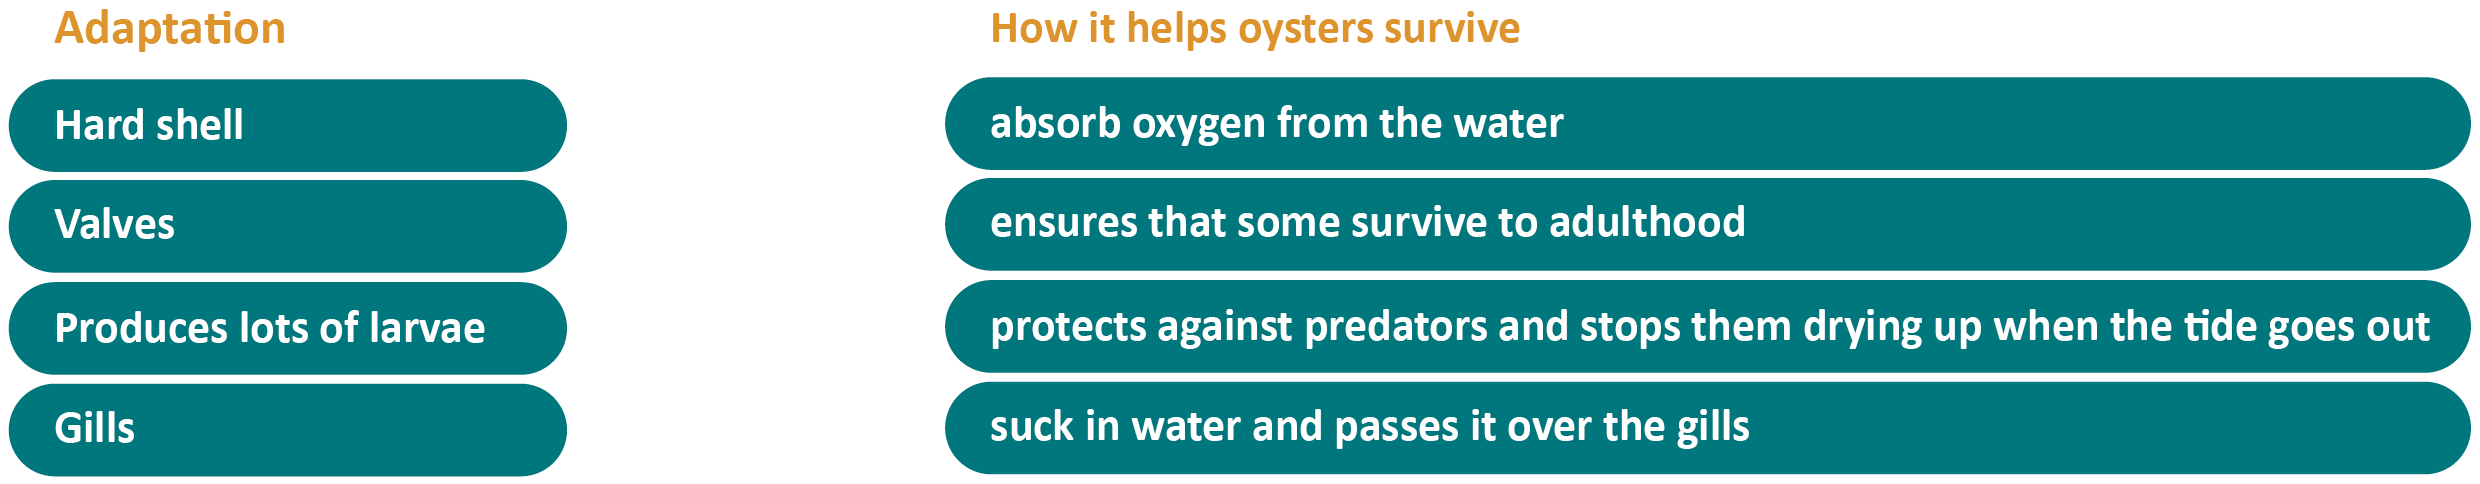 Adaptation
How it helps oysters survive
Hard shell
absorb oxygen from the water
Valves
ensures that some survive to adulthood
Produces lots of larvae
protects against predators and stops them drying up when the tide goes out
Gills
suck in water and passes it over the gills